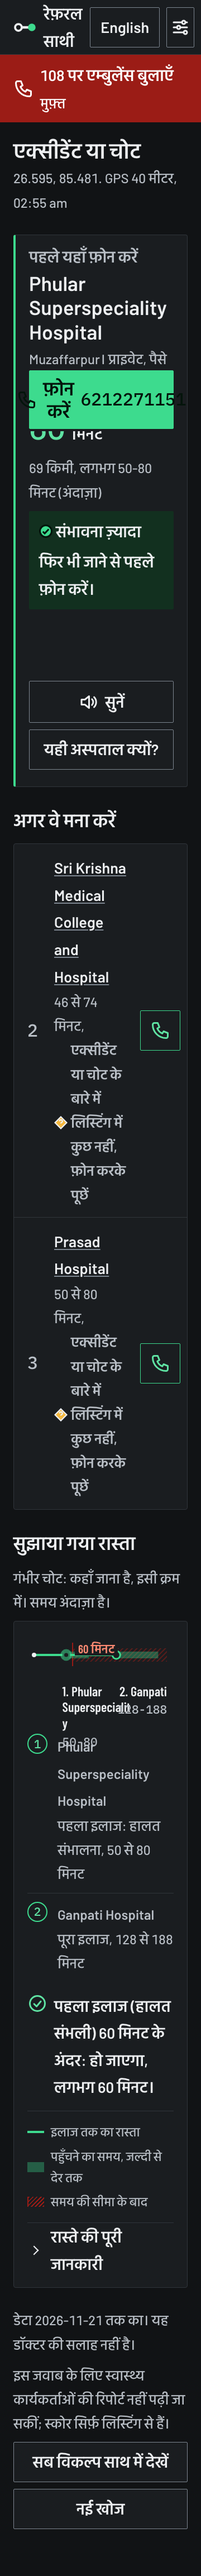 रेफ़रल
साथी
English
108 पर एम्बुलेंस बुलाएँ
मुफ़्त
एक्सीडेंट या चोट
26.595, 85.481. GPS 40 मीटर,
02:55 am
पहले यहाँ फ़ोन करें
Phular
Superspeciality
Hospital
Muzaffarpur। प्राइवेट, पैसे
फ़ोन
करें
6212271151
मिनट
69 किमी, लगभग 50-80
मिनट (अंदाज़ा)
संभावना ज़्यादा
फिर भी जाने से पहले
फ़ोन करें।
सुनें
यही अस्पताल क्यों?
अगर वे मना करें
Sri Krishna
Medical
College
and
Hospital
46 से 74
मिनट,
2
एक्सीडेंट
या चोट के
बारे में
लिस्टिंग में
कुछ नहीं,
फ़ोन करके
पूछें
Prasad
Hospital
50 से 80
मिनट,
3
एक्सीडेंट
या चोट के
बारे में
लिस्टिंग में
कुछ नहीं,
फ़ोन करके
पूछें
सुझाया गया रास्ता
गंभीर चोट: कहाँ जाना है, इसी क्रम
में। समय अंदाज़ा है।
60 मिनट
1. Phular
Superspecialit
y
50-80
2. Ganpati
128-188
1
Phular
Superspeciality
Hospital
पहला इलाज: हालत
संभालना, 50 से 80
मिनट
2
Ganpati Hospital
पूरा इलाज, 128 से 188
मिनट
पहला इलाज (हालत
संभली) 60 मिनट के
अंदर: हो जाएगा,
लगभग 60 मिनट।
इलाज तक का रास्ता
पहुँचने का समय, जल्दी से
देर तक
समय की सीमा के बाद
रास्ते की पूरी
जानकारी
डेटा 2026-11-21 तक का। यह
डॉक्टर की सलाह नहीं है।
इस जवाब के लिए स्वास्थ्य
कार्यकर्ताओं की रिपोर्ट नहीं पढ़ी जा
सकीं; स्कोर सिर्फ़ लिस्टिंग से हैं।
सब विकल्प साथ में देखें
नई खोज